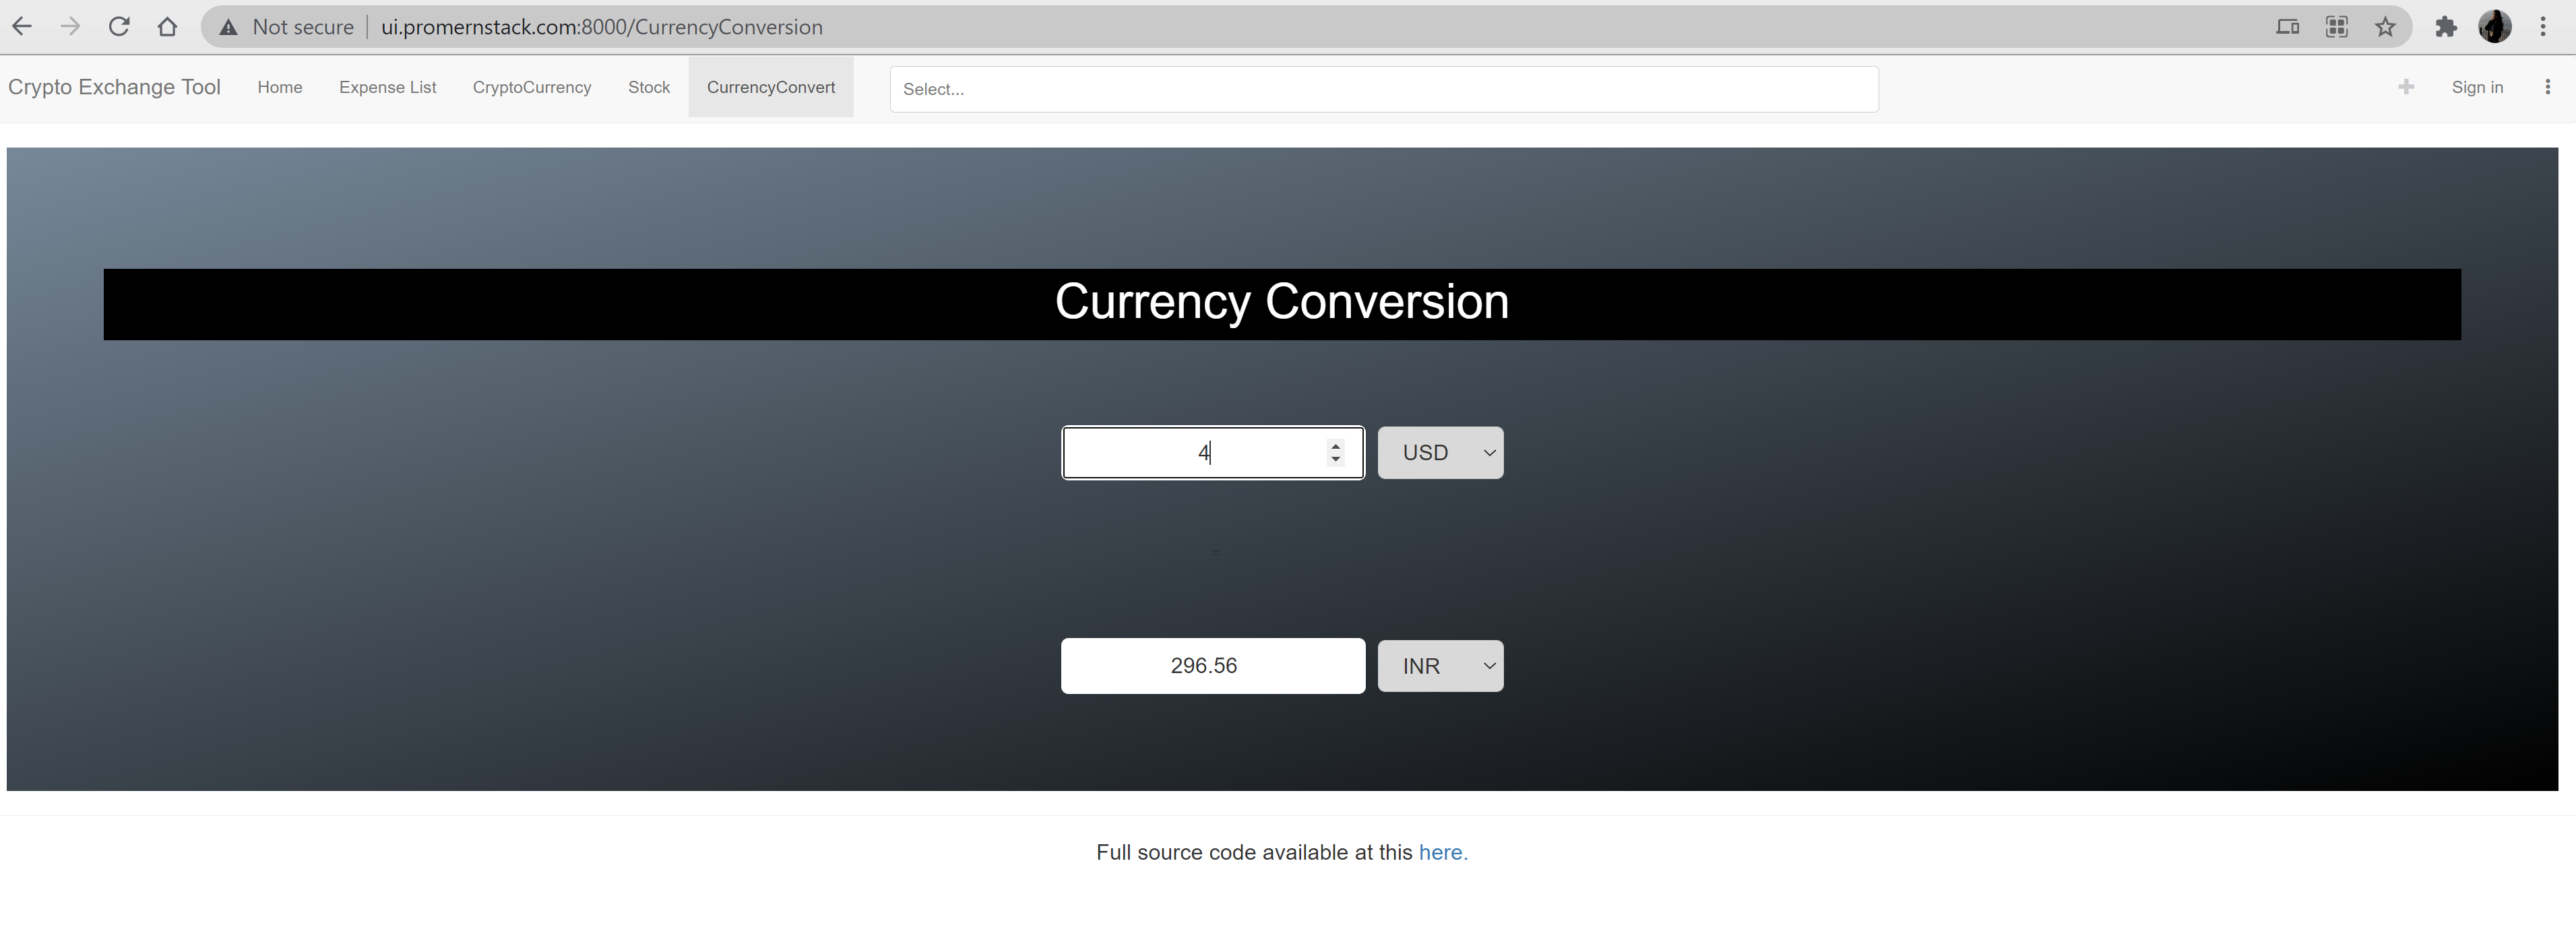 Not secure | ui.promernstack.com:8000/CurrencyConversion
Crypto Exchange Tool Home Expense List CryptoCurrency Stock CurrencyConvert Select... Sign in
Currency Conversion
4 USD
=
296.56 INR
Full source code available at this here.